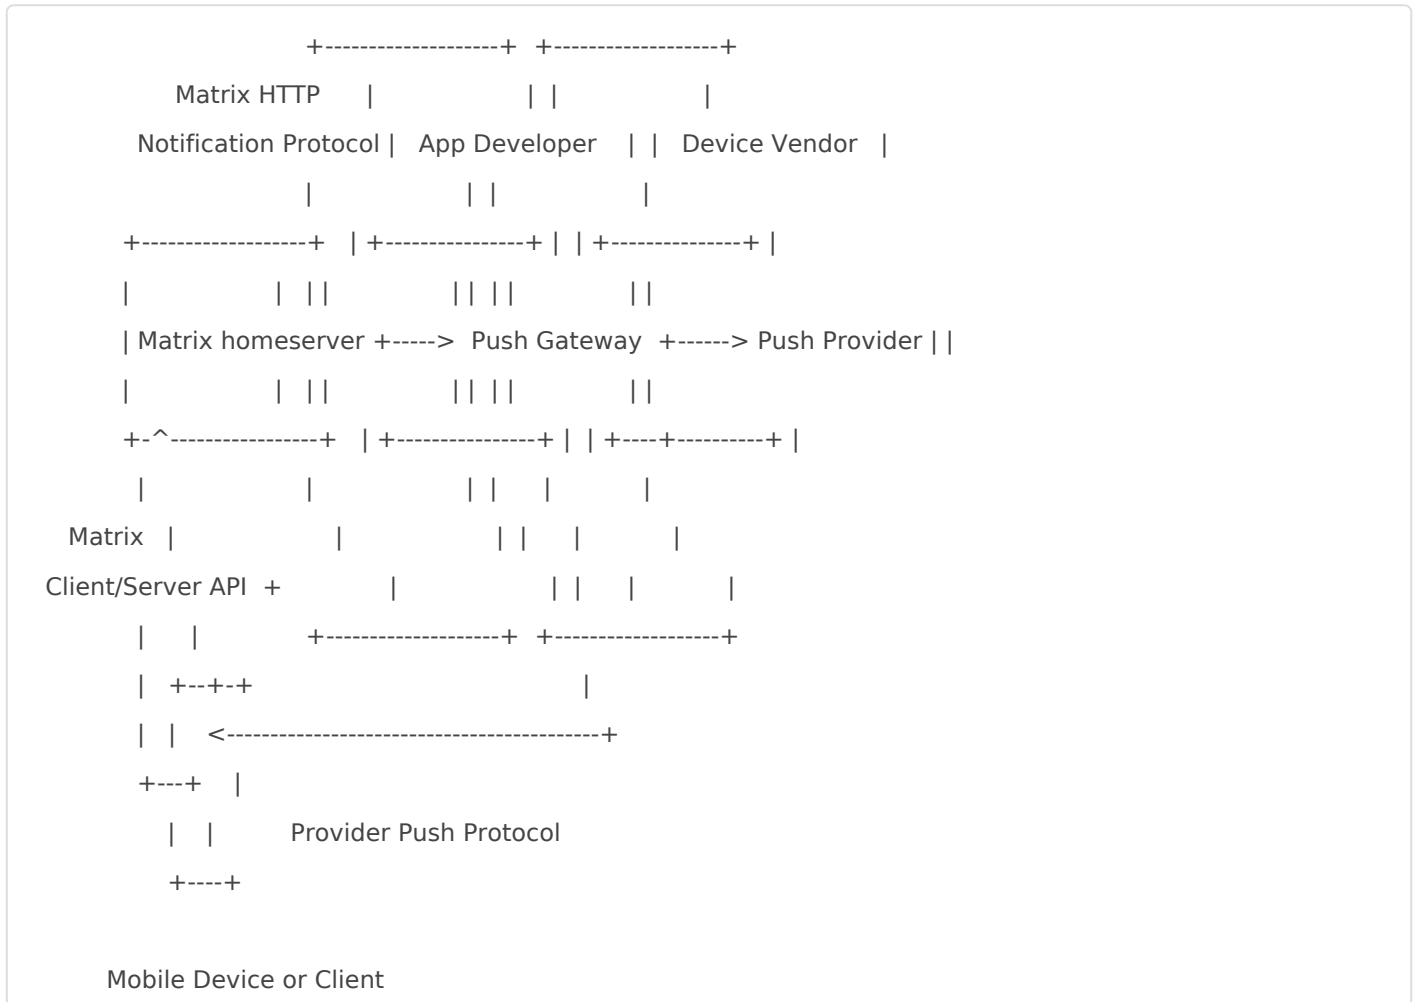 +--------------------+ +-------------------+
Matrix HTTP | | | |
Notification Protocol | App Developer | | Device Vendor |
| | | |
+-------------------+ | +----------------+ | | +---------------+ |
| | | | | | | | | |
| Matrix homeserver +-----> Push Gateway +------> Push Provider | |
| | | | | | | | | |
+-^-----------------+ | +----------------+ | | +----+----------+ |
| | | | | |
Matrix | | | | | |
Client/Server API + | | | | |
| | +--------------------+ +-------------------+
| +--+-+ |
| | <-------------------------------------------+
+---+ |
| | Provider Push Protocol
+----+
Mobile Device or Client